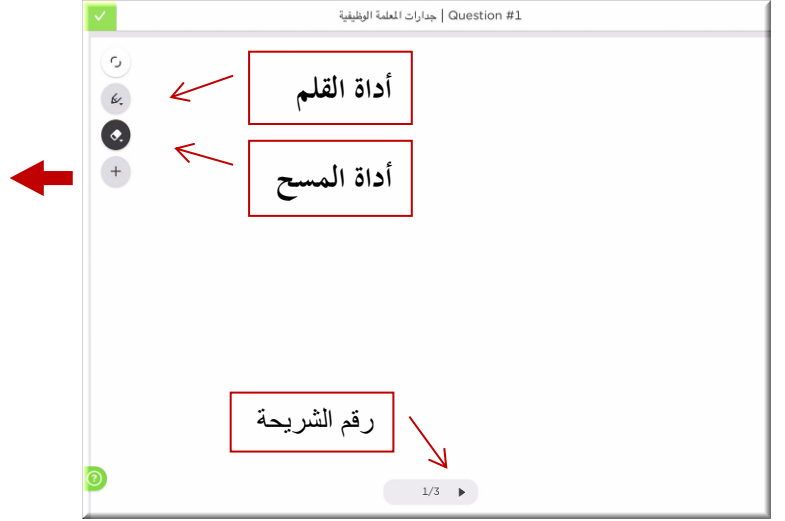 جدارات المعلمة الوظيفية | Question #1
أداة القلم
أداة المسح
رقم الشريحة
1/3